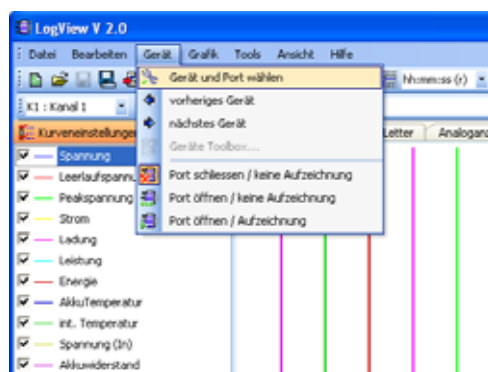 LogView V 2.0
Datei Bearbeiten Gerät Grafik Tools Ansicht Hilfe
hh:mm:ss (r)
K1 : Kanal 1
Gerät und Port wählen
vorheriges Gerät
nächstes Gerät
Geräte Toolbox....
Port schliessen / keine Aufzeichnung
Port öffnen / keine Aufzeichnung
Port öffnen / Aufzeichnung
Kurveneinstellungen
Letter
Spannung
Peakspannung
Strom
Ladung
Leistung
Energie
AkkuTemperatur
int. Temperatur
Spannung (In)
Akkuwiderstand